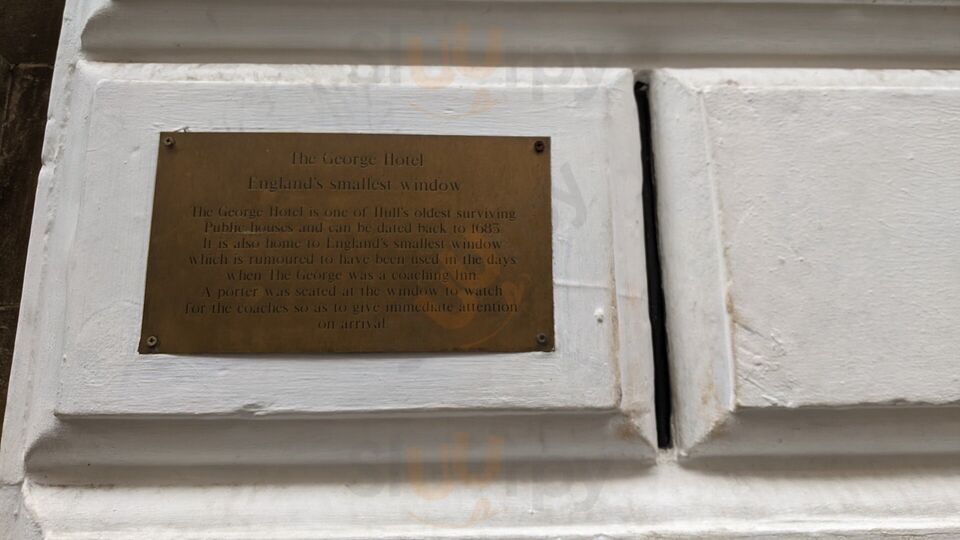 The George Hotel
England's smallest window
The George Hotel is one of Hull's oldest surviving
Public houses and can be dated back to 1683.
It is also home to England's smallest window
which is rumoured to have been used in the days
when The George was a coaching Inn.
A porter was seated at the window to watch
for the coaches so as to give immediate attention
on arrival.
sluurpy
sluurpy